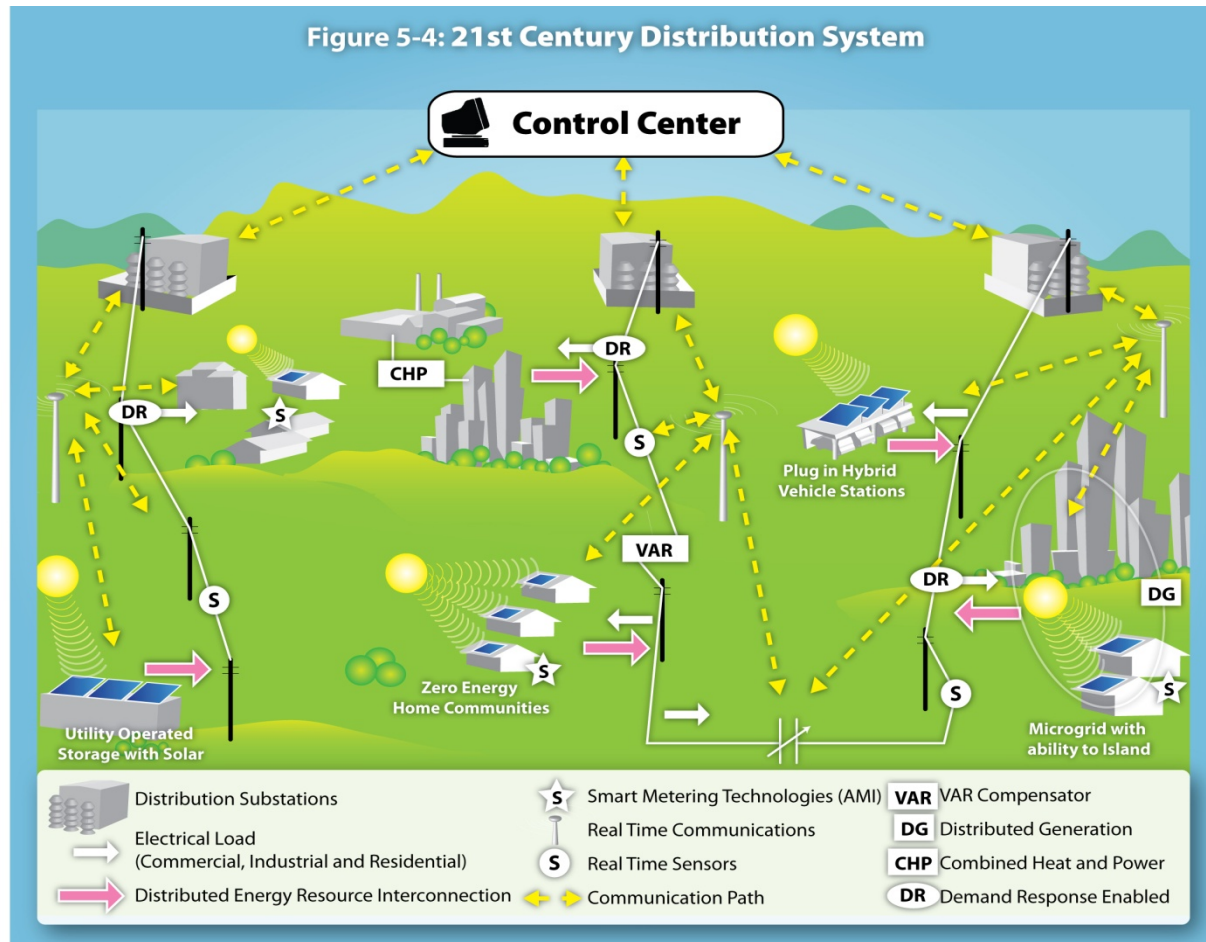 Figure 5-4: 21st Century Distribution System
Control Center
DR
CHP
DR
S
S
Plug in Hybrid
Vehicle Stations
VAR
DR
S
DG
Zero Energy
Home Communities
S
S
S
Utility Operated
Storage with Solar
Microgrid with
ability to Island
Distribution Substations
Electrical Load
(Commercial, Industrial and Residential)
Distributed Energy Resource Interconnection
S Smart Metering Technologies (AMI)
Real Time Communications
S Real Time Sensors
Communication Path
VAR VAR Compensator
DG Distributed Generation
CHP Combined Heat and Power
DR Demand Response Enabled